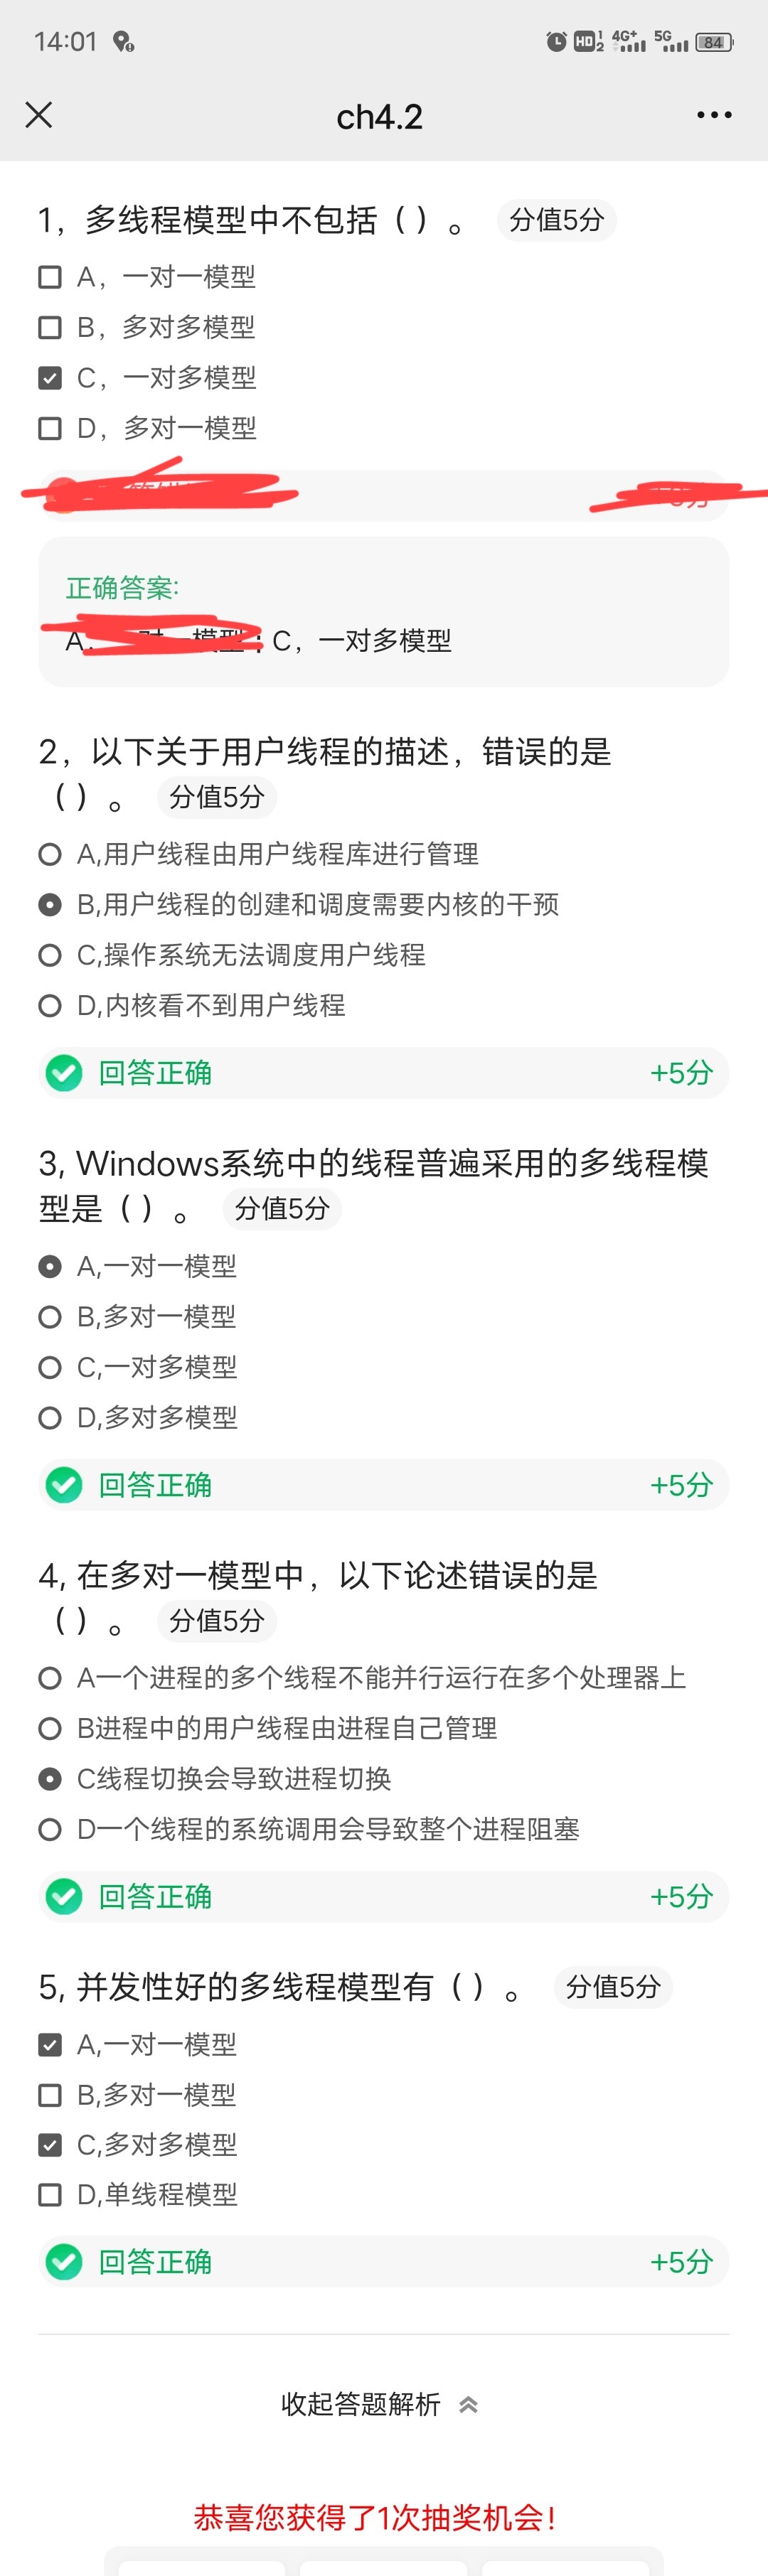 14:01
HD 1 2 4G+ 5G 84
ch4.2
1，多线程模型中不包括（）。 分值5分
A，一对一模型
B，多对多模型
C，一对多模型
D，多对一模型
正确答案:
A 对一模型；C，一对多模型
2，以下关于用户线程的描述，错误的是
（）。 分值5分
A,用户线程由用户线程库进行管理
B,用户线程的创建和调度需要内核的干预
C,操作系统无法调度用户线程
D,内核看不到用户线程
回答正确 +5分
3, Windows系统中的线程普遍采用的多线程模
型是（）。 分值5分
A,一对一模型
B,多对一模型
C,一对多模型
D,多对多模型
回答正确 +5分
4, 在多对一模型中，以下论述错误的是
（）。 分值5分
A一个进程的多个线程不能并行运行在多个处理器上
B进程中的用户线程由进程自己管理
C线程切换会导致进程切换
D一个线程的系统调用会导致整个进程阻塞
回答正确 +5分
5, 并发性好的多线程模型有（）。 分值5分
A,一对一模型
B,多对一模型
C,多对多模型
D,单线程模型
回答正确 +5分
收起答题解析
恭喜您获得了1次抽奖机会！